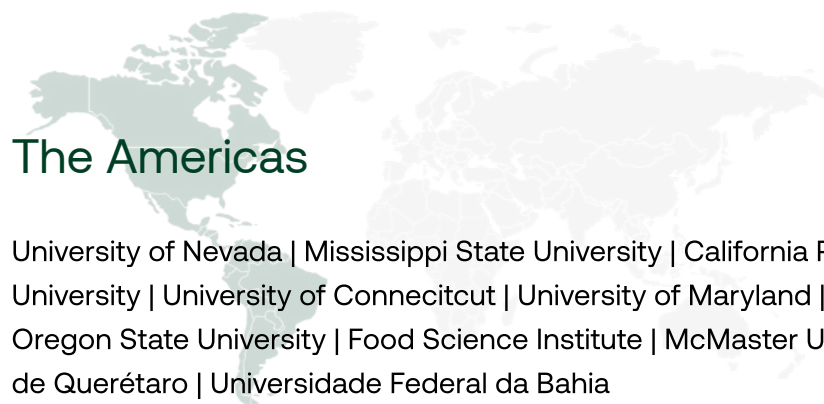 The Americas
University of Nevada | Mississippi State University | California
University | University of Connecitcut | University of Maryland |
Oregon State University | Food Science Institute | McMaster
de Querétaro | Universidade Federal da Bahia